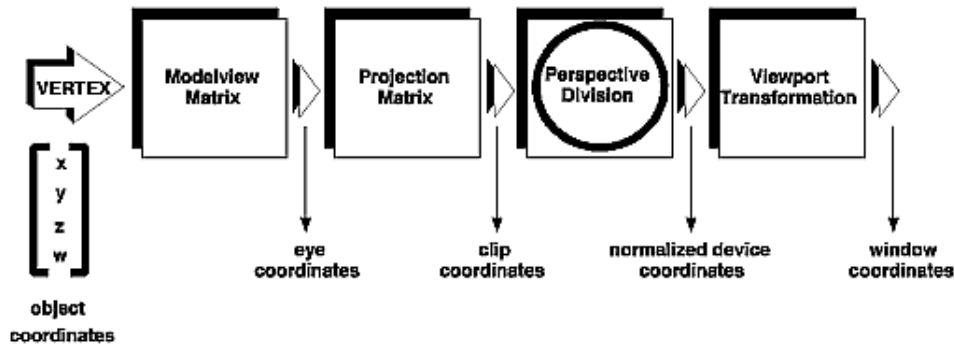 VERTEX
Modelview
Matrix
Projection
Matrix
Perspective
Division
Viewport
Transformation
x
y
z
w
object
coordinates
eye
coordinates
clip
coordinates
normalized device
coordinates
window
coordinates